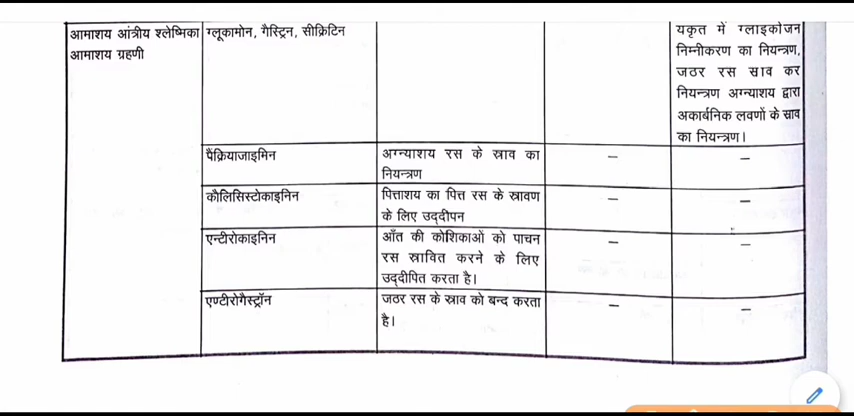 आमाशय आंत्रीय श्लेष्मिका
आमाशय ग्रहणी
ग्लूकामोन, गैस्ट्रिन, सीक्रिटिन
यकृत में ग्लाइकोजन
निम्नीकरण का नियन्त्रण,
जठर रस स्राव कर
नियन्त्रण अग्न्याशय द्वारा
अकार्बनिक लवणों के स्राव
का नियन्त्रण।
पैंक्रियाजाइमिन
अग्न्याशय रस के स्राव का
नियन्त्रण
–
–
कौलिसिस्टोकाइनिन
पित्ताशय का पित्त रस के स्रावण
के लिए उद्दीपन
–
–
एन्टीरोकाइनिन
आँत की कोशिकाओं को पाचन
रस स्रावित करने के लिए
उद्दीपित करता है।
–
–
एण्टीरोगैस्ट्रॉन
जठर रस के स्राव को बन्द करता
है।
–
–